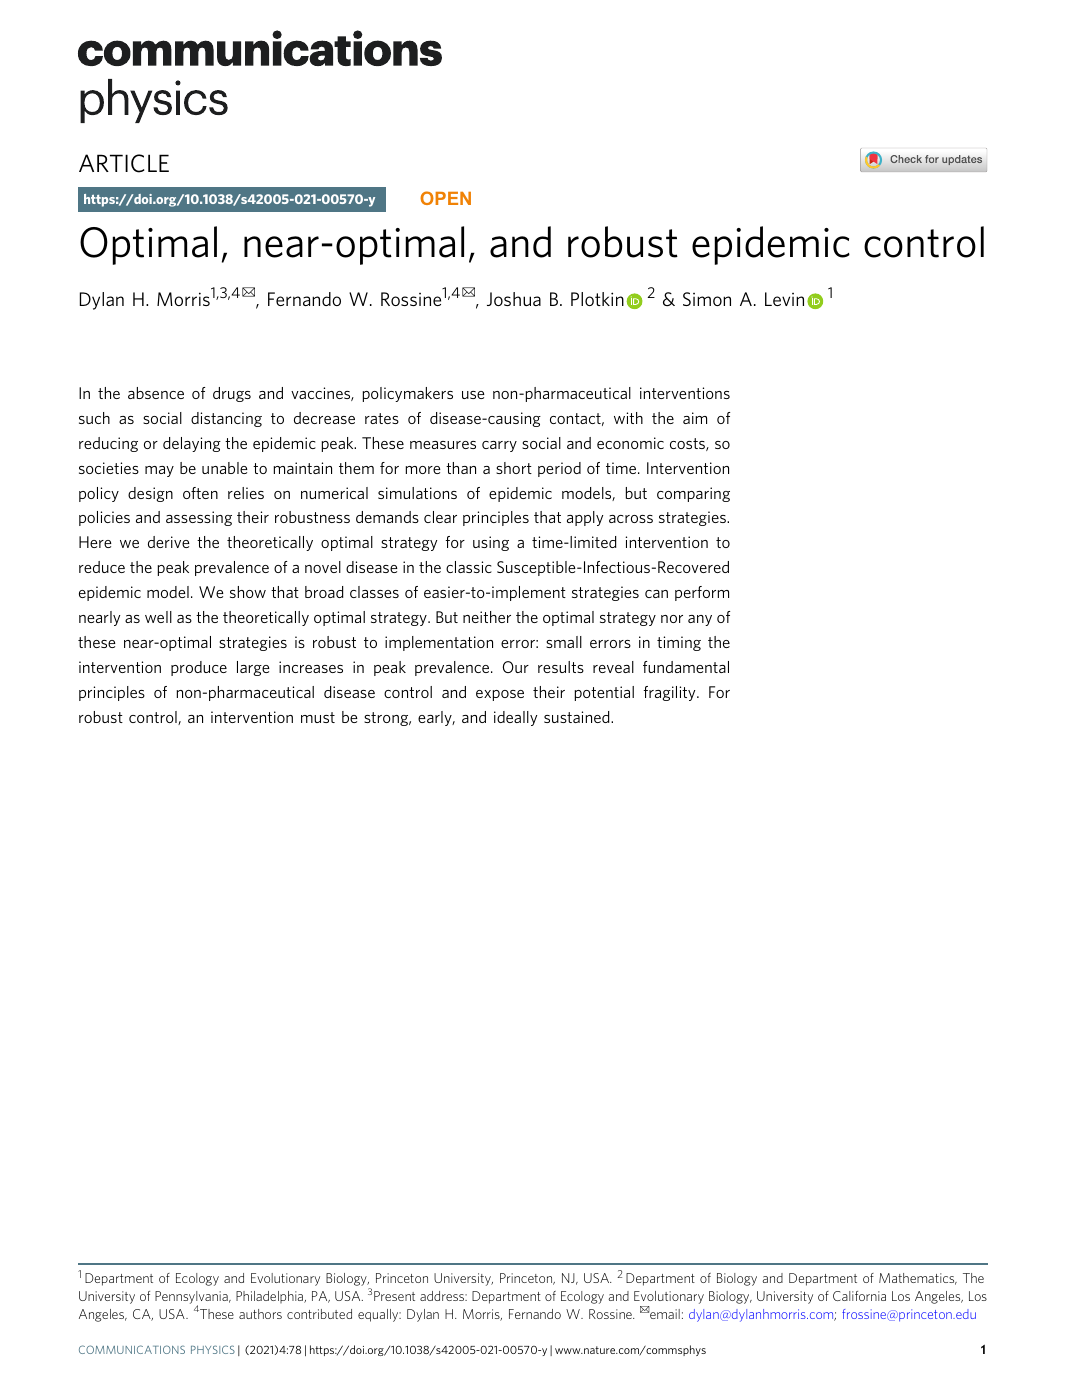 communications
physics
ARTICLE
Check for updates
https://doi.org/10.1038/s42005-021-00570-y
OPEN
Optimal, near-optimal, and robust epidemic control
Dylan H. Morris1,3,4✉, Fernando W. Rossine1,4✉, Joshua B. Plotkin iD 2 & Simon A. Levin iD 1
In the absence of drugs and vaccines, policymakers use non-pharmaceutical interventions
such as social distancing to decrease rates of disease-causing contact, with the aim of
reducing or delaying the epidemic peak. These measures carry social and economic costs, so
societies may be unable to maintain them for more than a short period of time. Intervention
policy design often relies on numerical simulations of epidemic models, but comparing
policies and assessing their robustness demands clear principles that apply across strategies.
Here we derive the theoretically optimal strategy for using a time-limited intervention to
reduce the peak prevalence of a novel disease in the classic Susceptible-Infectious-Recovered
epidemic model. We show that broad classes of easier-to-implement strategies can perform
nearly as well as the theoretically optimal strategy. But neither the optimal strategy nor any of
these near-optimal strategies is robust to implementation error: small errors in timing the
intervention produce large increases in peak prevalence. Our results reveal fundamental
principles of non-pharmaceutical disease control and expose their potential fragility. For
robust control, an intervention must be strong, early, and ideally sustained.
1 Department of Ecology and Evolutionary Biology, Princeton University, Princeton, NJ, USA. 2 Department of Biology and Department of Mathematics, The
University of Pennsylvania, Philadelphia, PA, USA. 3Present address: Department of Ecology and Evolutionary Biology, University of California Los Angeles, Los
Angeles, CA, USA. 4These authors contributed equally: Dylan H. Morris, Fernando W. Rossine. ✉email: dylan@dylanhmorris.com; frossine@princeton.edu
COMMUNICATIONS PHYSICS | (2021)4:78 | https://doi.org/10.1038/s42005-021-00570-y | www.nature.com/commsphys
1